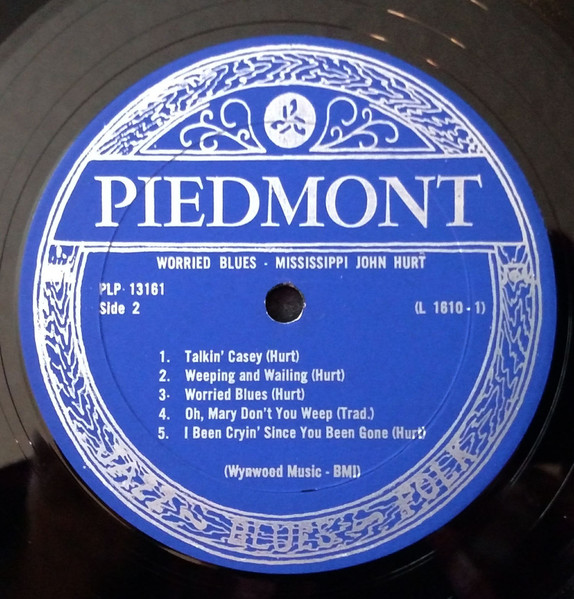 PIEDMONT
WORRIED BLUES - MISSISSIPPI JOHN HURT
PLP- 13161
Side 2
(L 1610 - 1)
1. Talkin' Casey (Hurt)
2. Weeping and Wailing (Hurt)
3. Worried Blues (Hurt)
4. Oh, Mary Don't You Weep (Trad.)
5. I Been Cryin' Since You Been Gone (Hurt)
(Wynwood Music - BMI)
JAZZ BLUES FOLK